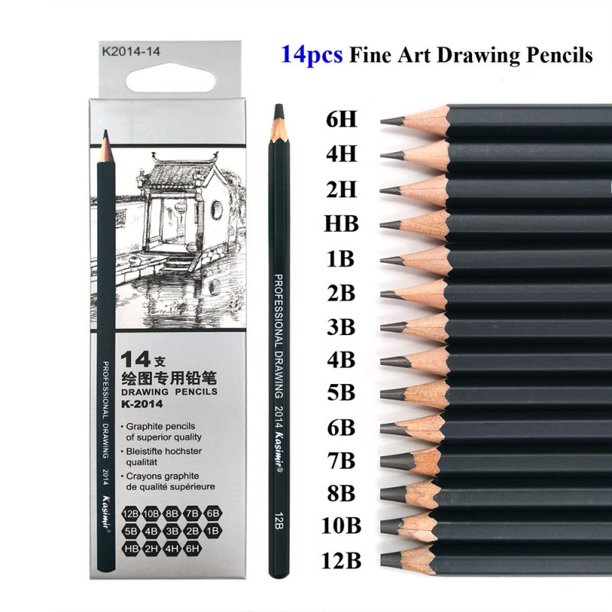 K2014-14
14pcs Fine Art Drawing Pencils
6H
4H
2H
HB
1B
2B
3B
4B
5B
6B
7B
8B
10B
12B
14支
绘图专用铅笔
DRAWING PENCILS
K-2014
• Graphite pencils
of superior quality
• Bleistifte hochster
qualität
• Crayons graphite
de qualité supérieure
12B 10B 8B 7B 6B
5B 4B 3B 2B 1B
HB 2H 4H 6H
PROFESSIONAL DRAWING 2014 Kasimir
PROFESSIONAL DRAWING 2014 Kasimir® 12B